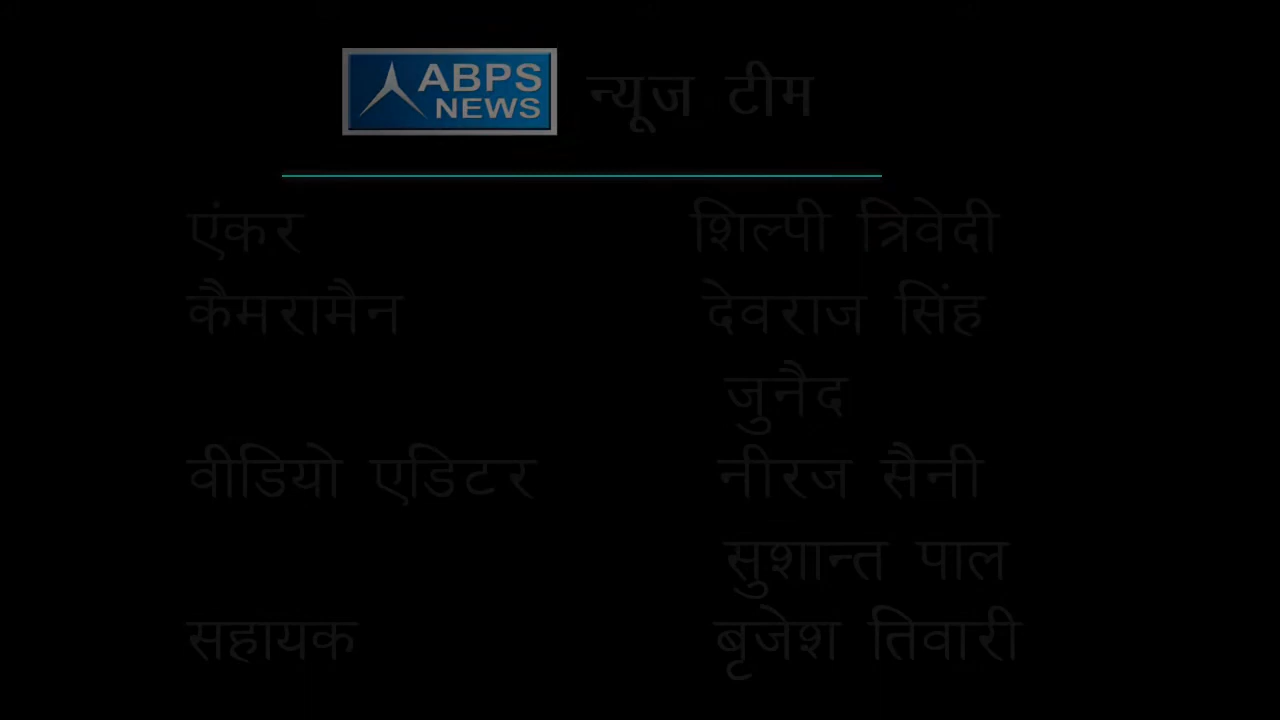 ABPS
NEWS न्यूज टीम
एंकर शिल्पी त्रिवेदी
कैमरामैन देवराज सिंह
जुनैद
वीडियो एडिटर नीरज सैनी
सुशान्त पाल
सहायक बृजेश तिवारी